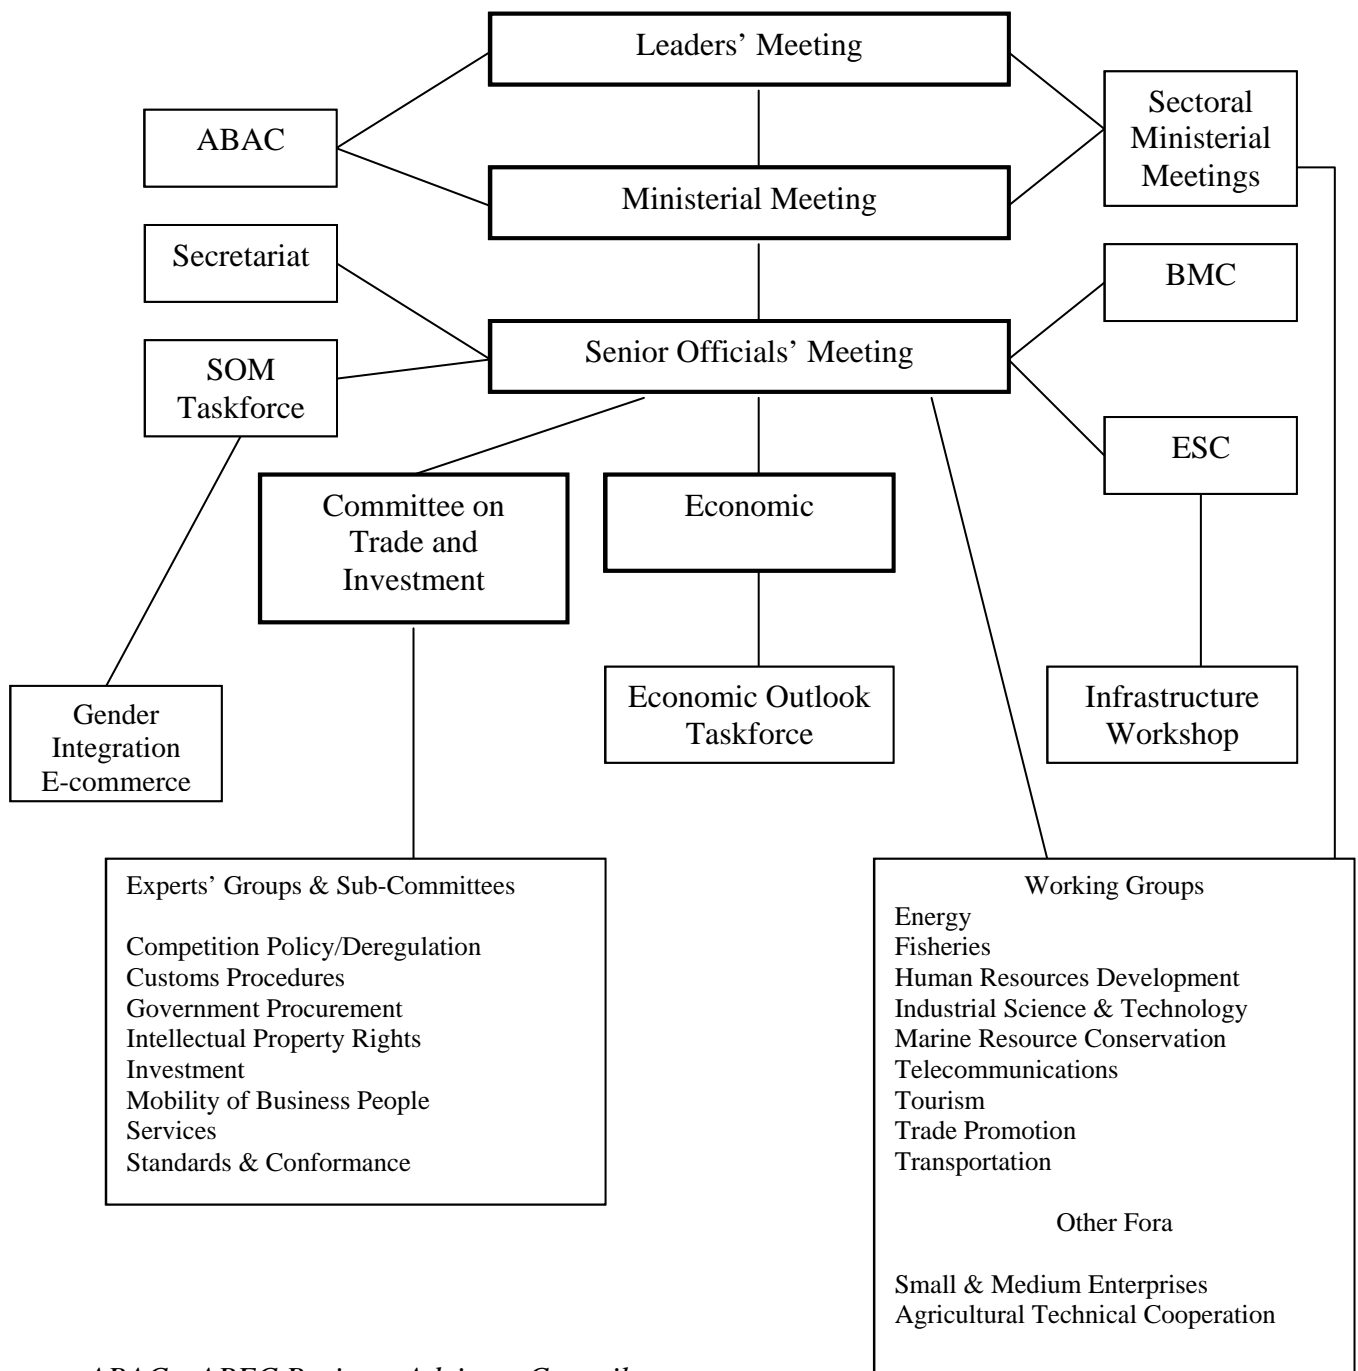 Leaders’ Meeting
Sectoral
Ministerial
Meetings
ABAC
Ministerial Meeting
Secretariat
BMC
Senior Officials’ Meeting
SOM
Taskforce
ESC
Committee on
Trade and
Investment
Economic
Economic Outlook
Taskforce
Infrastructure
Workshop
Gender
Integration
E-commerce
Experts’ Groups & Sub-Committees
Competition Policy/Deregulation
Customs Procedures
Government Procurement
Intellectual Property Rights
Investment
Mobility of Business People
Services
Standards & Conformance
Working Groups
Energy
Fisheries
Human Resources Development
Industrial Science & Technology
Marine Resource Conservation
Telecommunications
Tourism
Trade Promotion
Transportation
Other Fora
Small & Medium Enterprises
Agricultural Technical Cooperation